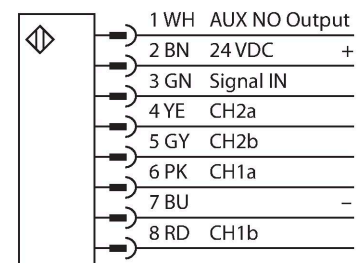 1 WH AUX NO Output
2 BN 24 VDC +
3 GN Signal IN
4 YE CH2a
5 GY CH2b
6 PK CH1a
7 BU –
8 RD CH1b